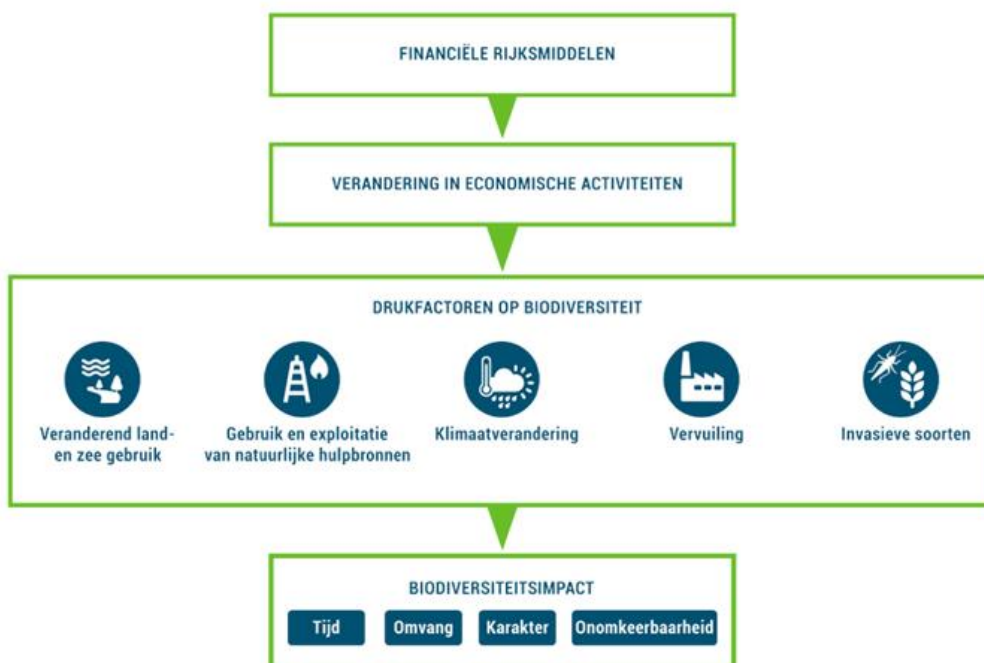 FINANCIËLE RIJKSMIDDELEN
VERANDERING IN ECONOMISCHE ACTIVITEITEN
DRUKFACTOREN OP BIODIVERSITEIT
Veranderend land-
en zee gebruik
Gebruik en exploitatie
van natuurlijke hulpbronnen
Klimaatverandering
Vervuiling
Invasieve soorten
BIODIVERSITEITSIMPACT
Tijd
Omvang
Karakter
Onomkeerbaarheid